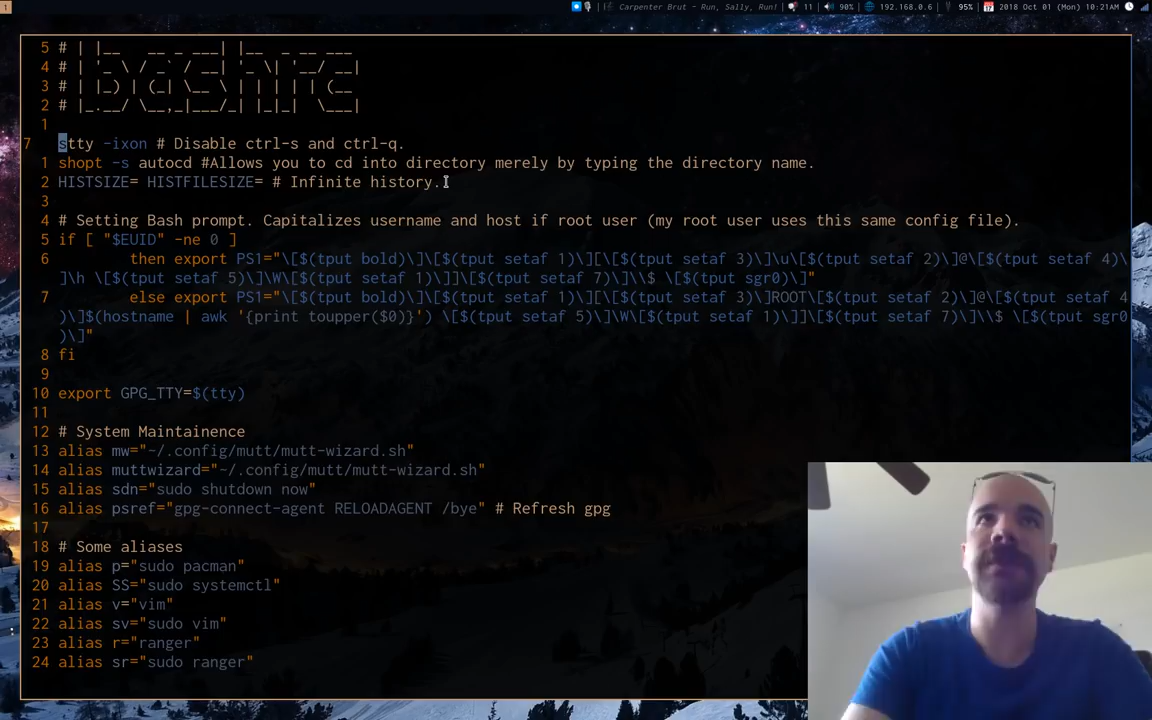 1 Carpenter Brut - Run, Sally, Run! | 11 | 90% | 192.168.0.6 | 95% | 2018 Oct 01 (Mon) 10:21AM
5 # | |__   __ _ ___| |__  _ __ ___
4 # | '_ \ / _` / __| '_ \| '__/ __|
3 # | |_) | (_| \__ \ | | | | | (__
2 # |_.__/ \__,_|___/_| |_|_|  \___|
1
7 stty -ixon # Disable ctrl-s and ctrl-q.
1 shopt -s autocd #Allows you to cd into directory merely by typing the directory name.
2 HISTSIZE= HISTFILESIZE= # Infinite history.
3
4 # Setting Bash prompt. Capitalizes username and host if root user (my root user uses this same config file).
5 if [ "$EUID" -ne 0 ]
6 then export PS1="\[$(tput bold)\]\[$(tput setaf 1)\][\[$(tput setaf 3)\]\u\[$(tput setaf 2)\]@\[$(tput setaf 4)\
]\h \[$(tput setaf 5)\]\W\[$(tput setaf 1)\]]\[$(tput setaf 7)\]\\$ \[$(tput sgr0)\]"
7 else export PS1="\[$(tput bold)\]\[$(tput setaf 1)\][\[$(tput setaf 3)\]ROOT\[$(tput setaf 2)\]@\[$(tput setaf 4
)\]$(hostname | awk '{print toupper($0)}') \[$(tput setaf 5)\]\W\[$(tput setaf 1)\]]\[$(tput setaf 7)\]\\$ \[$(tput sgr0
)\]"
8 fi
9
10 export GPG_TTY=$(tty)
11
12 # System Maintainence
13 alias mw="~/.config/mutt/mutt-wizard.sh"
14 alias muttwizard="~/.config/mutt/mutt-wizard.sh"
15 alias sdn="sudo shutdown now"
16 alias psref="gpg-connect-agent RELOADAGENT /bye" # Refresh gpg
17
18 # Some aliases
19 alias p="sudo pacman"
20 alias SS="sudo systemctl"
21 alias v="vim"
22 alias sv="sudo vim"
23 alias r="ranger"
24 alias sr="sudo ranger"